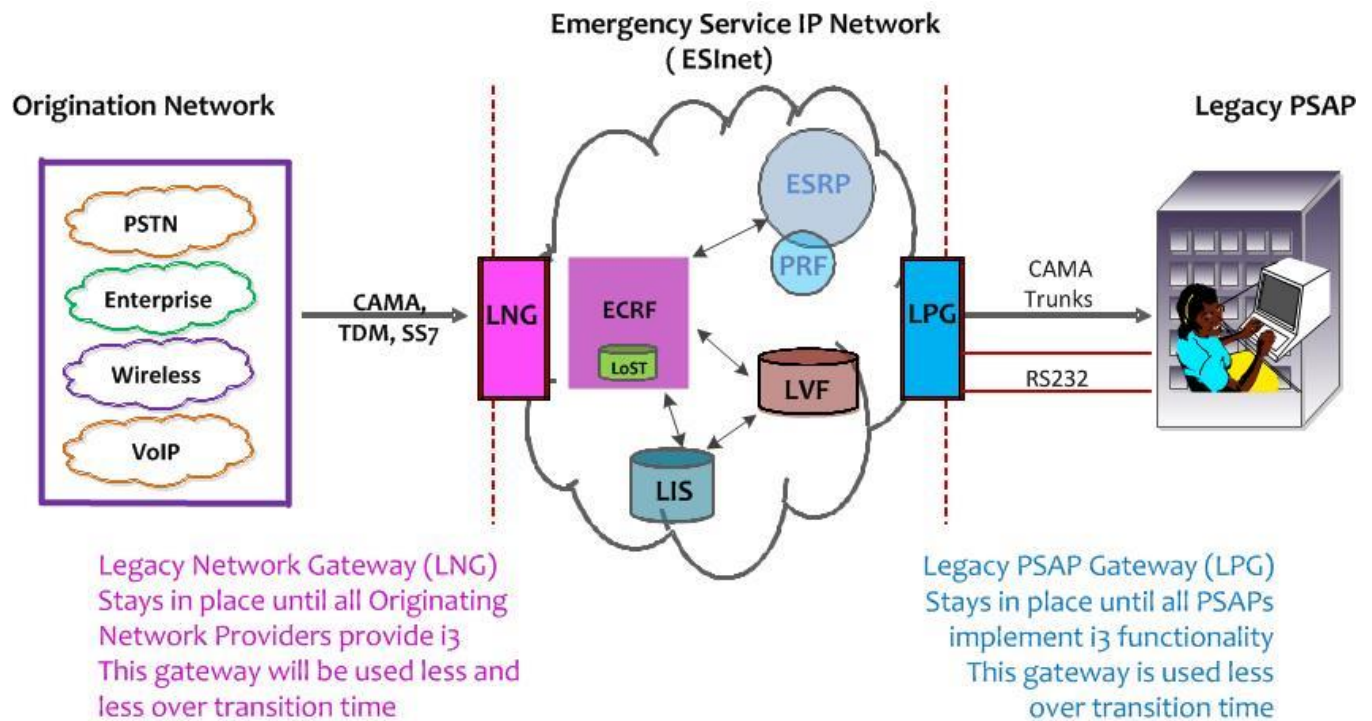 Emergency Service IP Network
( ESInet)
Origination Network
Legacy PSAP
PSTN
Enterprise
Wireless
VoIP
CAMA,
TDM, SS7
LNG
ECRF
LoST
ESRP
PRF
LVF
LIS
LPG
CAMA
Trunks
RS232
Legacy Network Gateway (LNG)
Stays in place until all Originating
Network Providers provide i3
This gateway will be used less and
less over transition time
Legacy PSAP Gateway (LPG)
Stays in place until all PSAPs
implement i3 functionality
This gateway is used less
over transition time